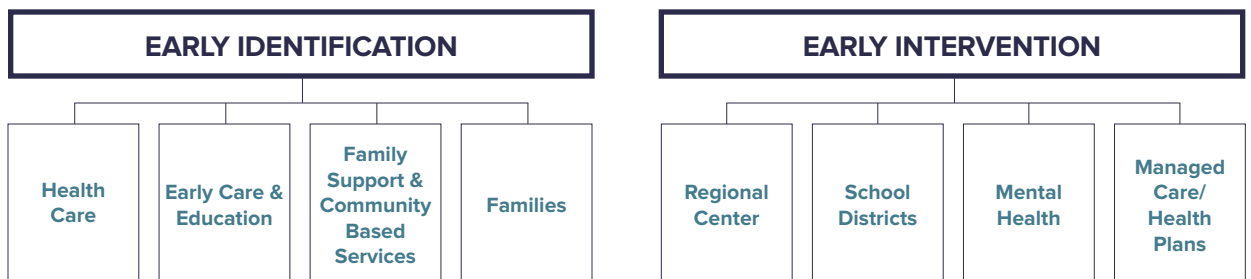 EARLY IDENTIFICATION
Health
Care
Early Care &
Education
Family
Support &
Community
Based
Services
Families
EARLY INTERVENTION
Regional
Center
School
Districts
Mental
Health
Managed
Care/
Health
Plans